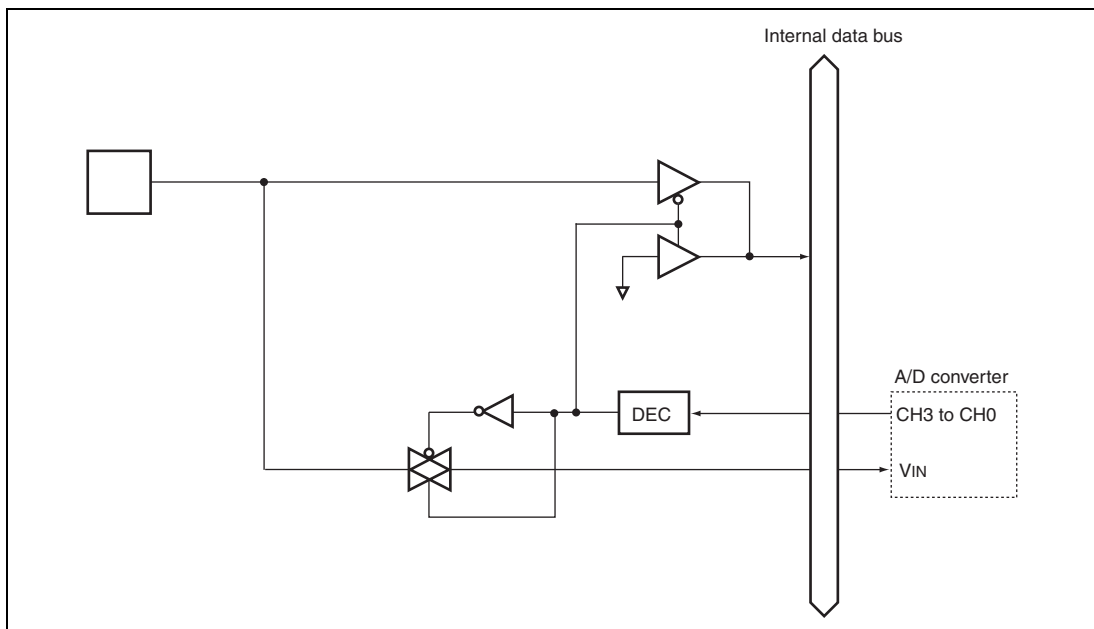 Internal data bus
A/D converter
DEC
CH3 to CH0
VIN